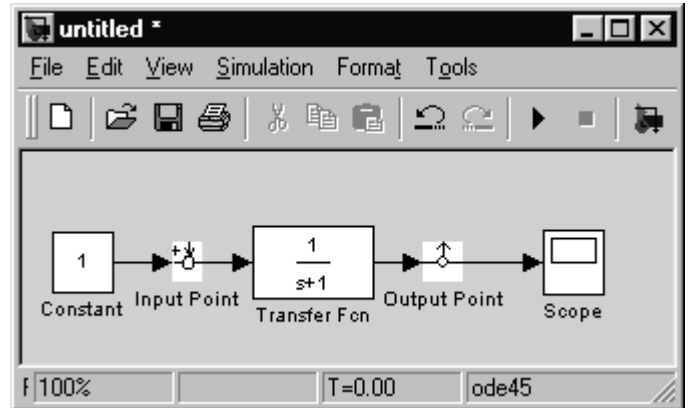 untitled *
File Edit View Simulation Format Tools
1
Constant
Input Point
1
s+1
Transfer Fcn
Output Point
Scope
100% T=0.00 ode45